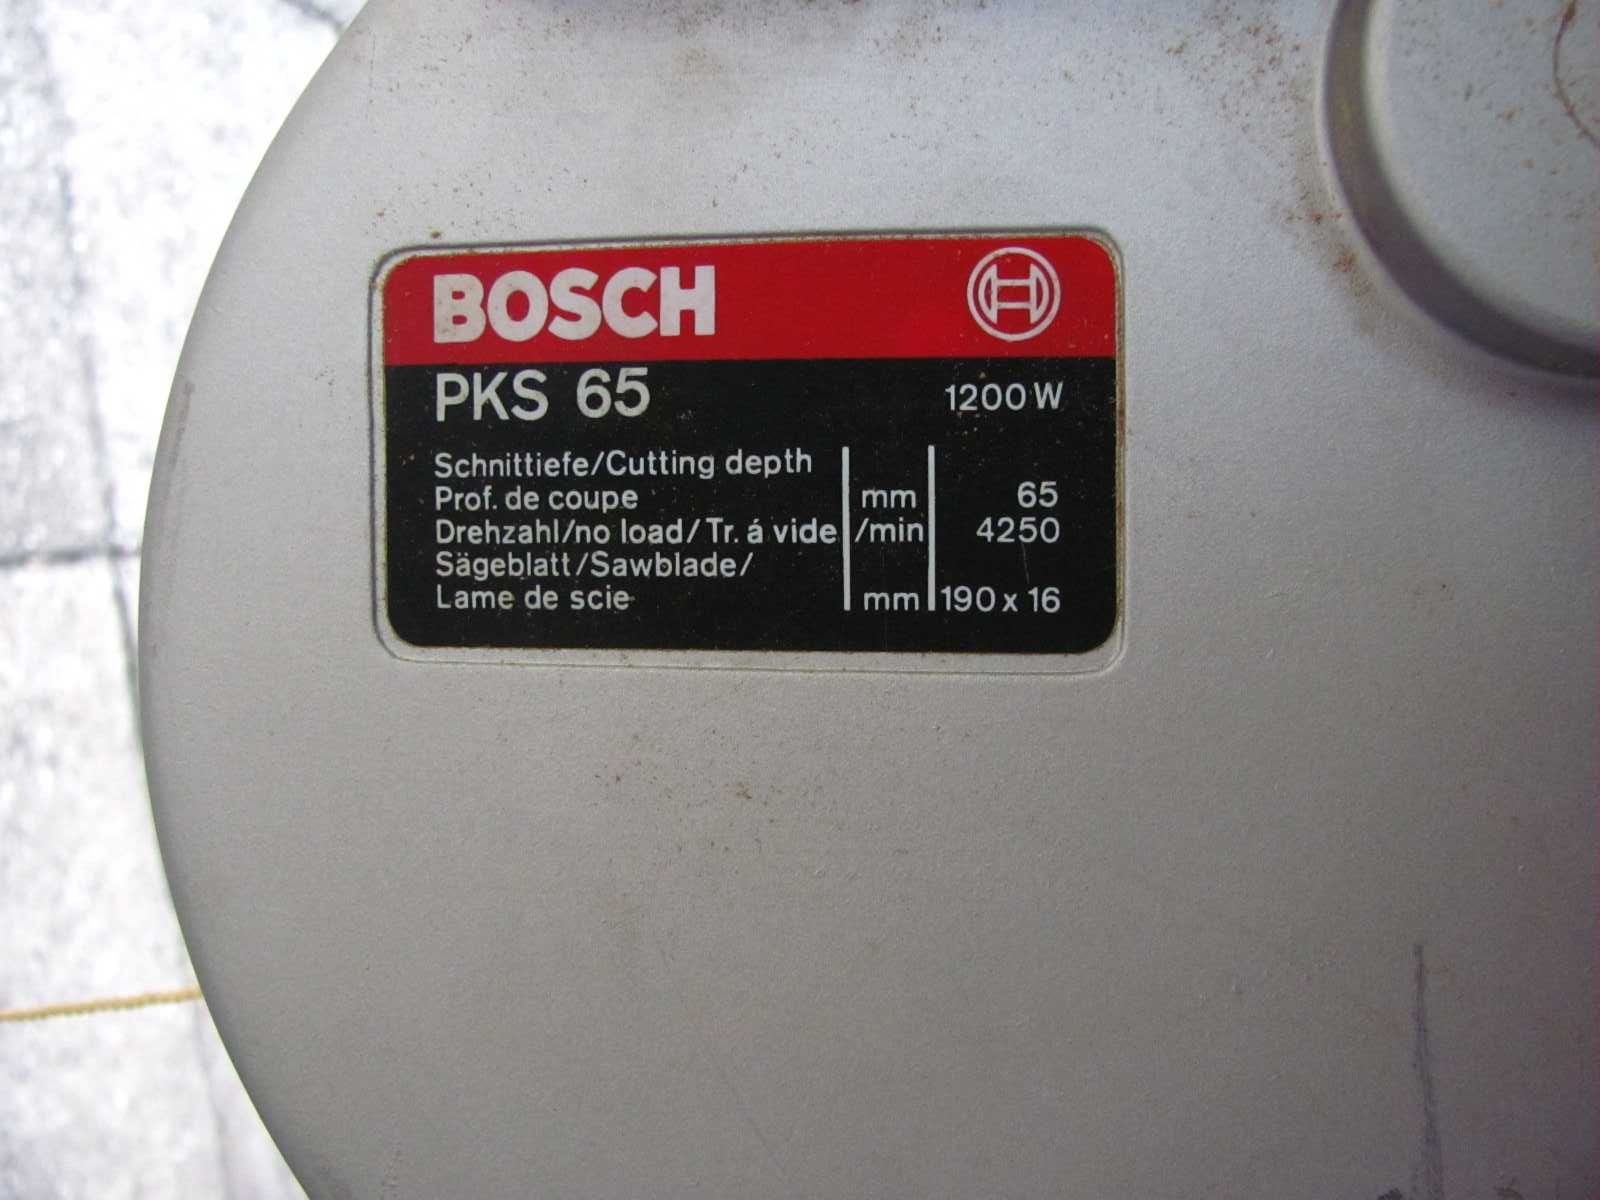 BOSCH
PKS 65 1200 W
Schnittiefe/Cutting depth
Prof. de coupe mm 65
Drehzahl/no load/Tr. á vide /min 4250
Sägeblatt/Sawblade/
Lame de scie mm 190 x 16